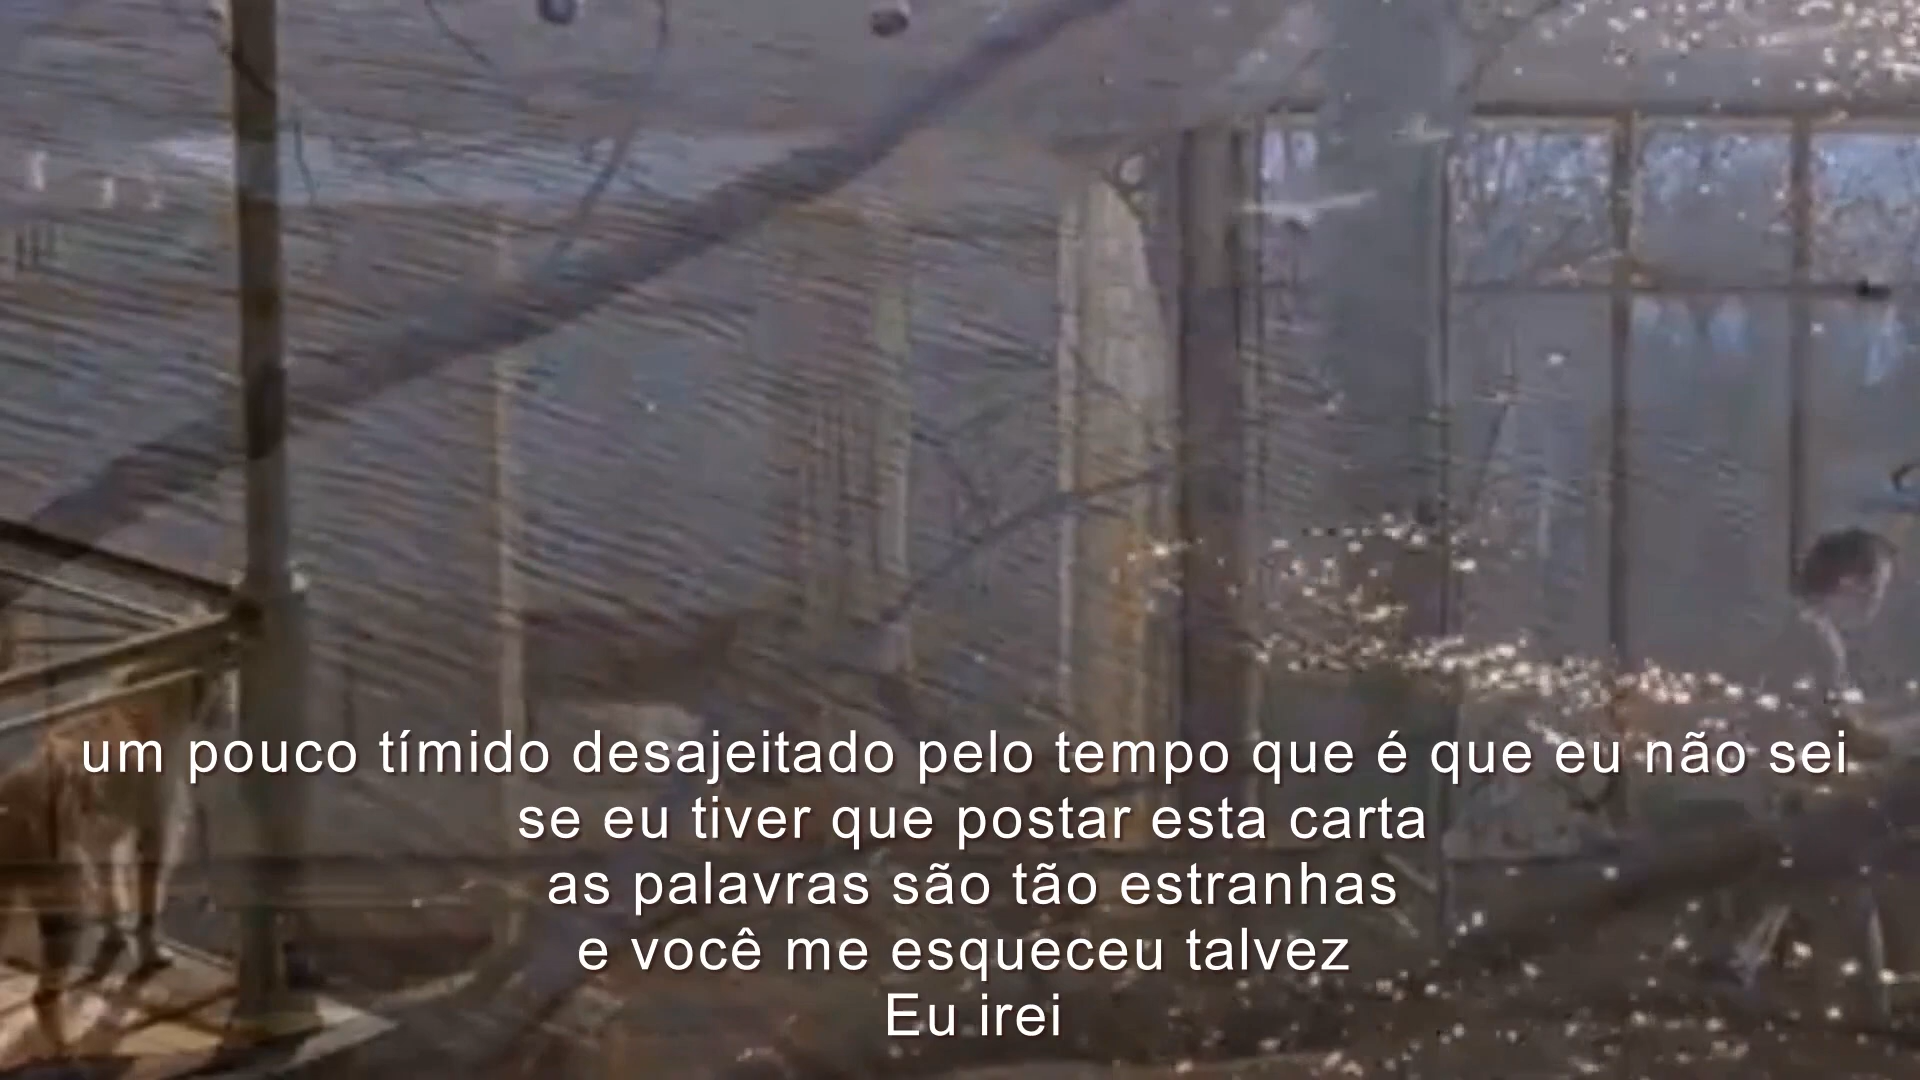 um pouco tímido desajeitado pelo tempo que é que eu não sei
se eu tiver que postar esta carta
as palavras são tão estranhas
e você me esqueceu talvez
Eu irei